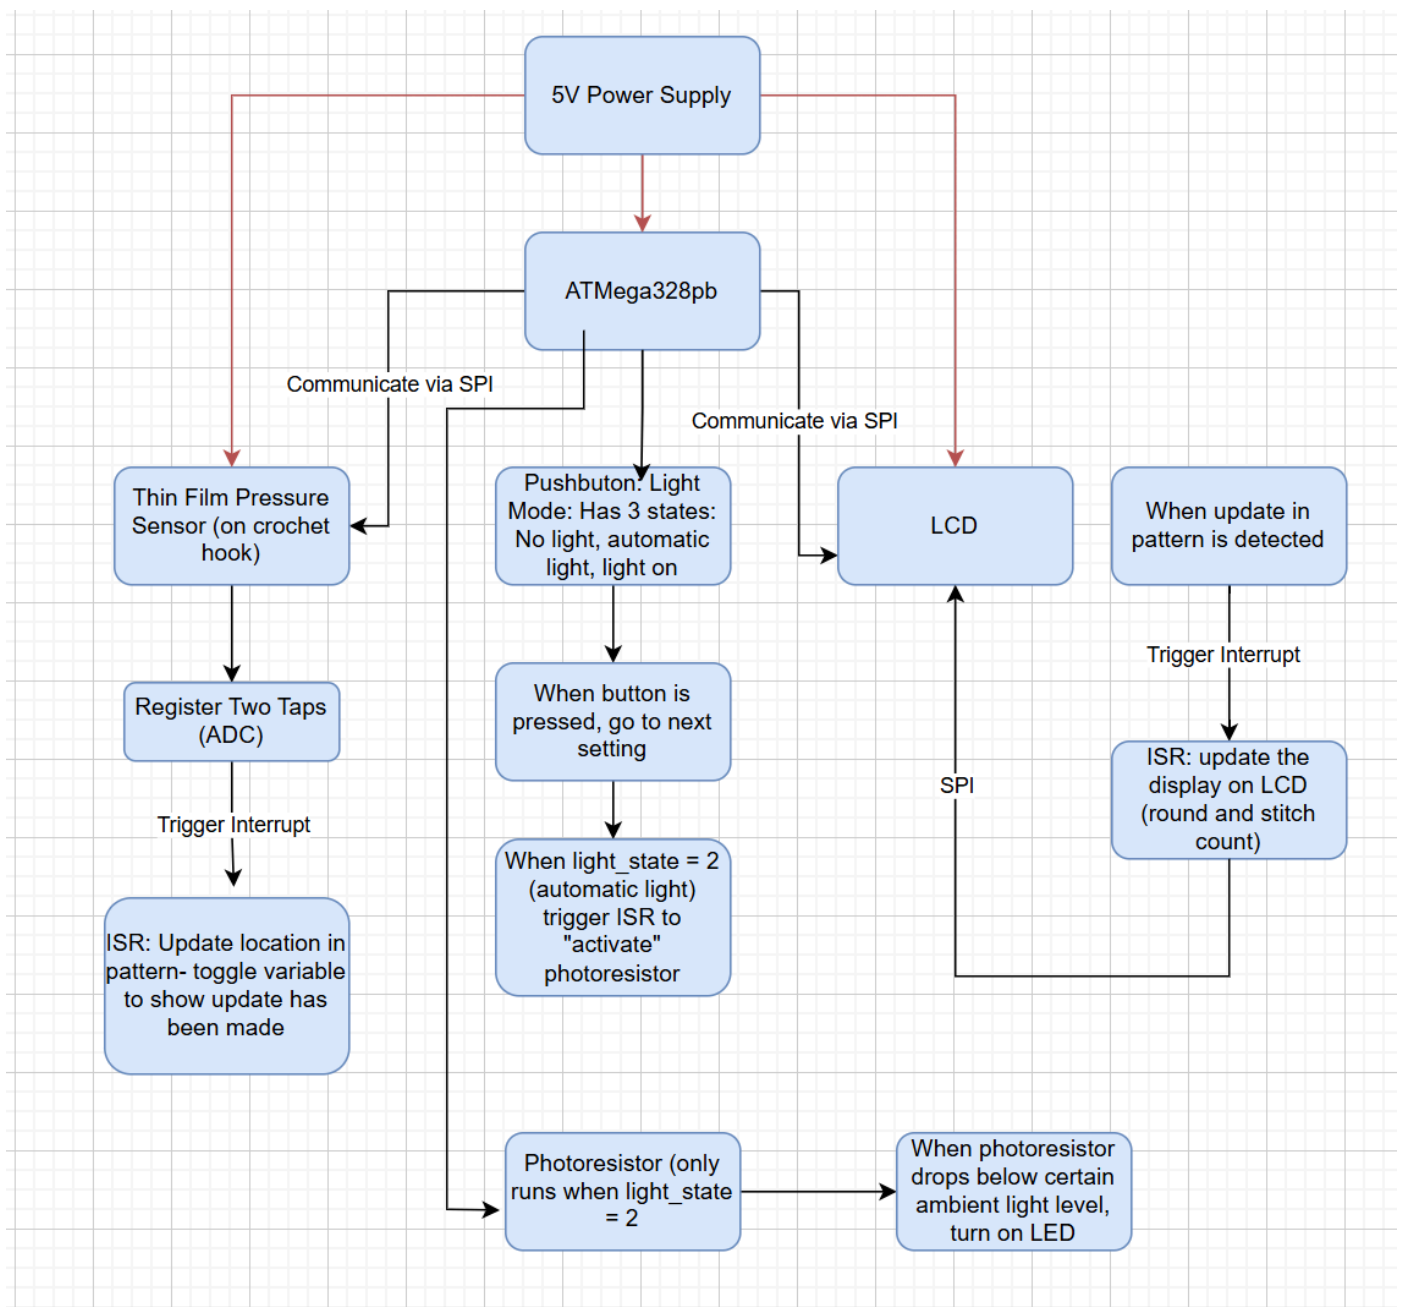 5V Power Supply
ATMega328pb
Communicate via SPI
Communicate via SPI
Thin Film Pressure
Sensor (on crochet
hook)
Pushbuton: Light
Mode: Has 3 states:
No light, automatic
light, light on
LCD
When update in
pattern is detected
Trigger Interrupt
Register Two Taps
(ADC)
When button is
pressed, go to next
setting
ISR: update the
display on LCD
(round and stitch
count)
SPI
Trigger Interrupt
When light_state = 2
(automatic light)
trigger ISR to
"activate"
photoresistor
ISR: Update location in
pattern- toggle variable
to show update has
been made
Photoresistor (only
runs when light_state
= 2
When photoresistor
drops below certain
ambient light level,
turn on LED